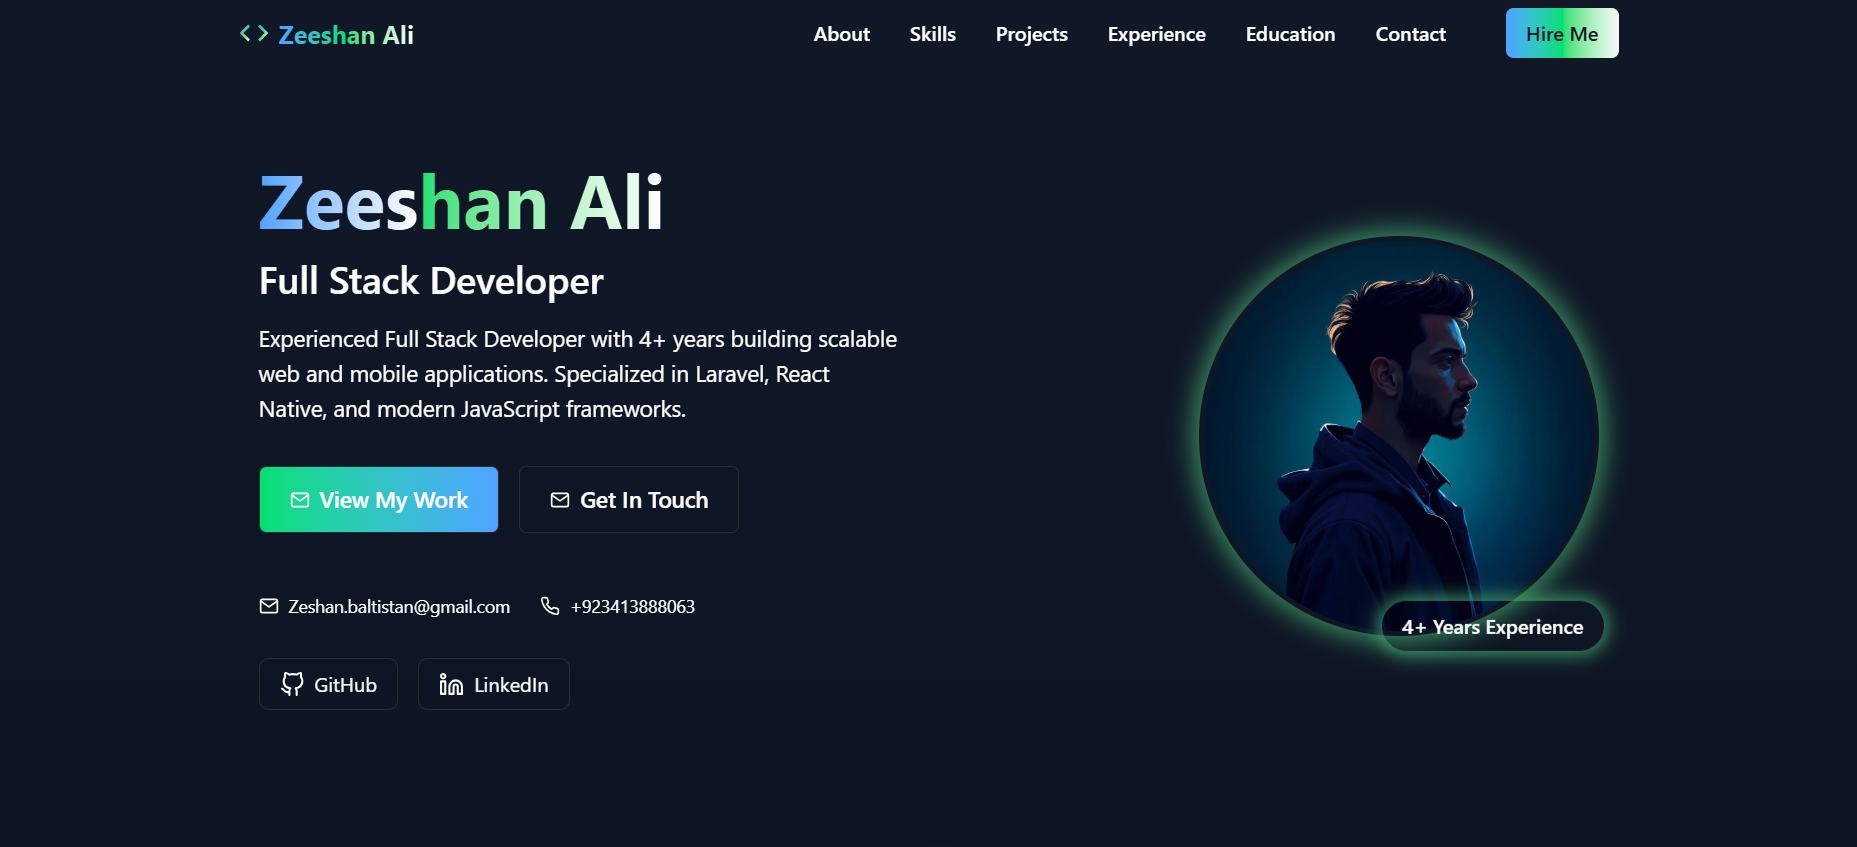 <> Zeeshan Ali
About Skills Projects Experience Education Contact Hire Me
Zeeshan Ali
Full Stack Developer
Experienced Full Stack Developer with 4+ years building scalable
web and mobile applications. Specialized in Laravel, React
Native, and modern JavaScript frameworks.
View My Work Get In Touch
Zeshan.baltistan@gmail.com +923413888063
GitHub LinkedIn
4+ Years Experience